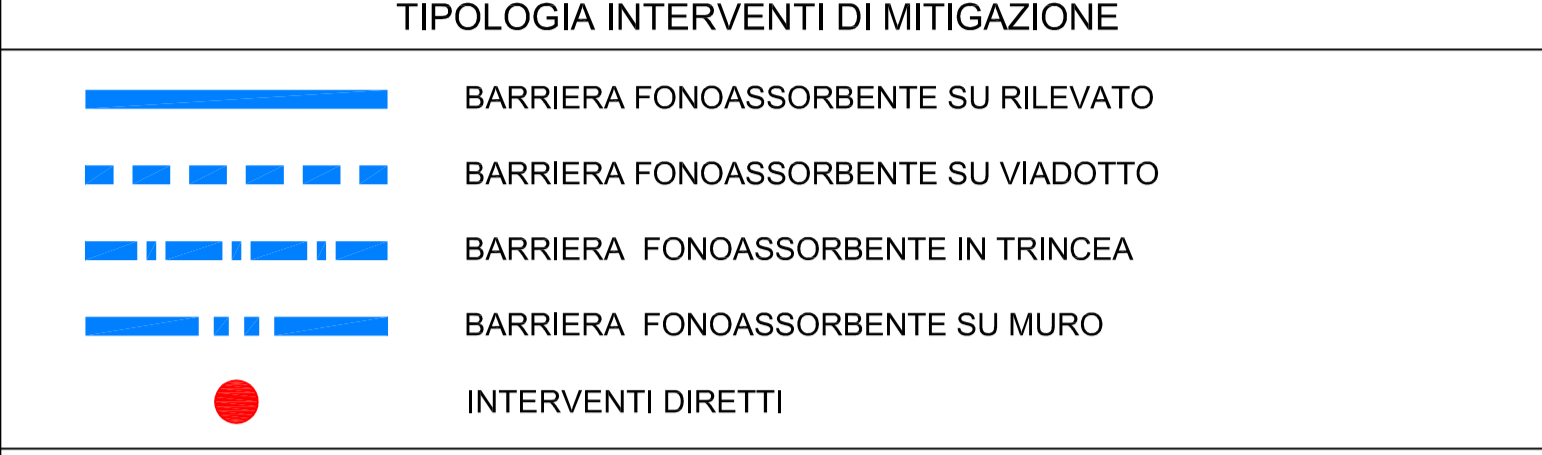 TIPOLOGIA INTERVENTI DI MITIGAZIONE
BARRIERA FONOASSORBENTE SU RILEVATO
BARRIERA FONOASSORBENTE SU VIADOTTO
BARRIERA FONOASSORBENTE IN TRINCEA
BARRIERA FONOASSORBENTE SU MURO
INTERVENTI DIRETTI